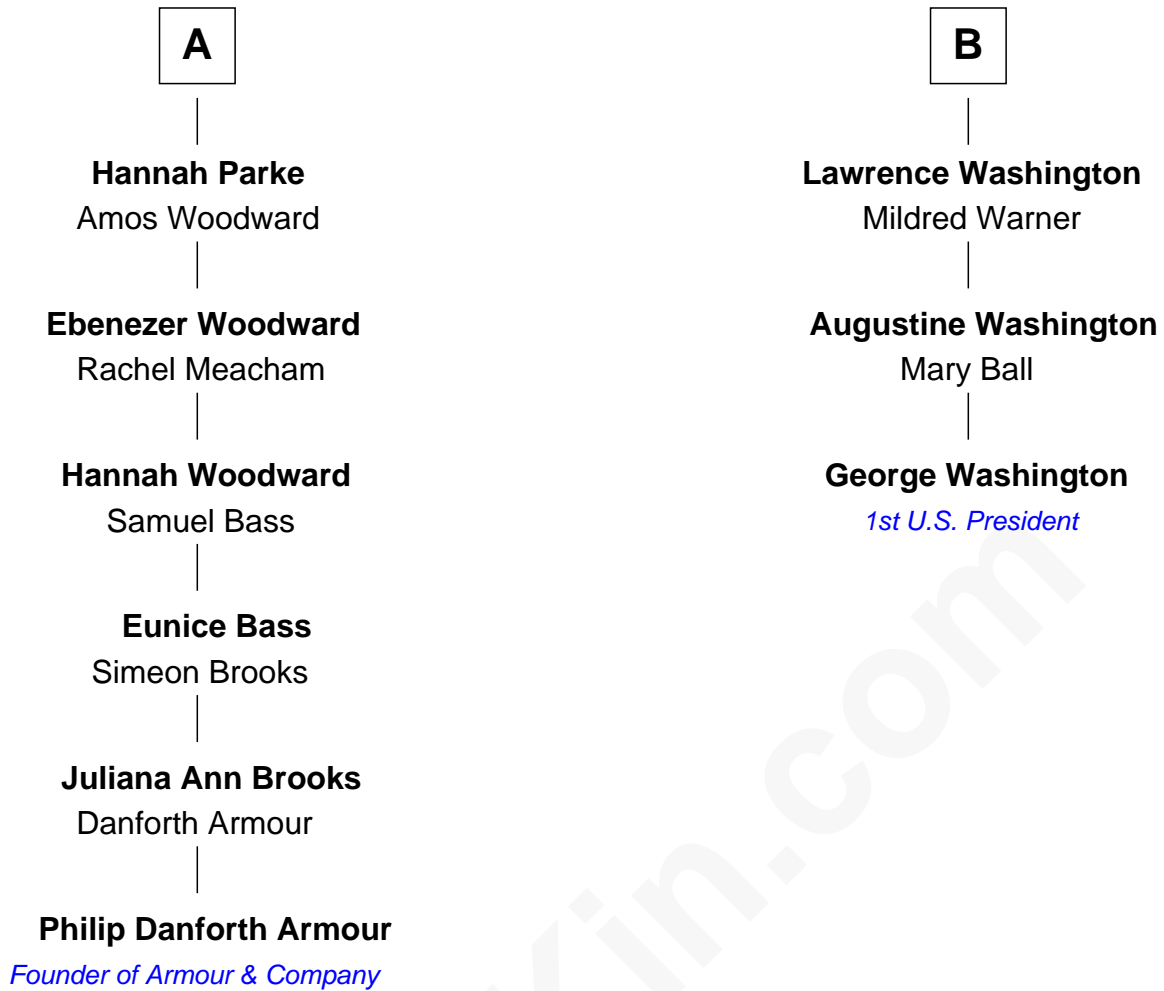 A
Hannah Parke
Amos Woodward
Ebenezer Woodward
Rachel Meacham
Hannah Woodward
Samuel Bass
Eunice Bass
Simeon Brooks
Juliana Ann Brooks
Danforth Armour
Philip Danforth Armour
Founder of Armour & Company
B
Lawrence Washington
Mildred Warner
Augustine Washington
Mary Ball
George Washington
1st U.S. President
Kin.com